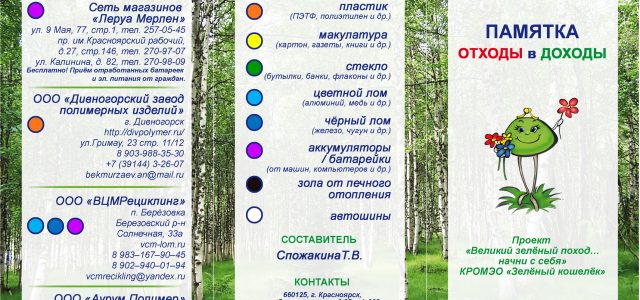 Сеть магазинов
«Леруа Мерлен»
ул. 9 Мая, 77, стр.1, тел. 257-05-45
пр. им.Красноярский рабочий,
д.27, стр.146, тел. 270-97-07
ул. Калинина, д. 82, тел. 270-98-09
Бесплатно! Приём отработанных батареек
и эл. питания от граждан.
ООО «Дивногорский завод
полимерных изделий»
г. Дивногорск
http://divpolymer.ru/
ул.Гримау, 23 стр. 11/12
8 903-988-35-30
+7 (39144) 3-26-07
bekmurzaev.an@mail.ru
ООО «ВЦМРециклинг»
п. Берёзовка
Березовский р-н
Солнечная, 33а
vcm-lom.ru
8 983–167–90–45
8 902–940–01–94
vcmrecikling@yandex.ru
ООО «Аурум Полимер»
пластик
(ПЭТФ, полиэтилен и др.)
макулатура
(картон, газеты, книги и др.)
стекло
(бутылки, банки, флаконы и др.)
цветной лом
(алюминий, медь и др.)
чёрный лом
(железо, чугун и др.)
аккумуляторы
/ батарейки
(от машин, компьютеров и др.)
зола от печного
отопления
автошины
СОСТАВИТЕЛЬ
СпожакинаТ.В.
КОНТАКТЫ
660125, г. Красноярск,
ПАМЯТКА
ОТХОДЫ в ДОХОДЫ
Проект
«Великий зелёный поход...
начни с себя»
КРОМЭО «Зелёный кошелёк»